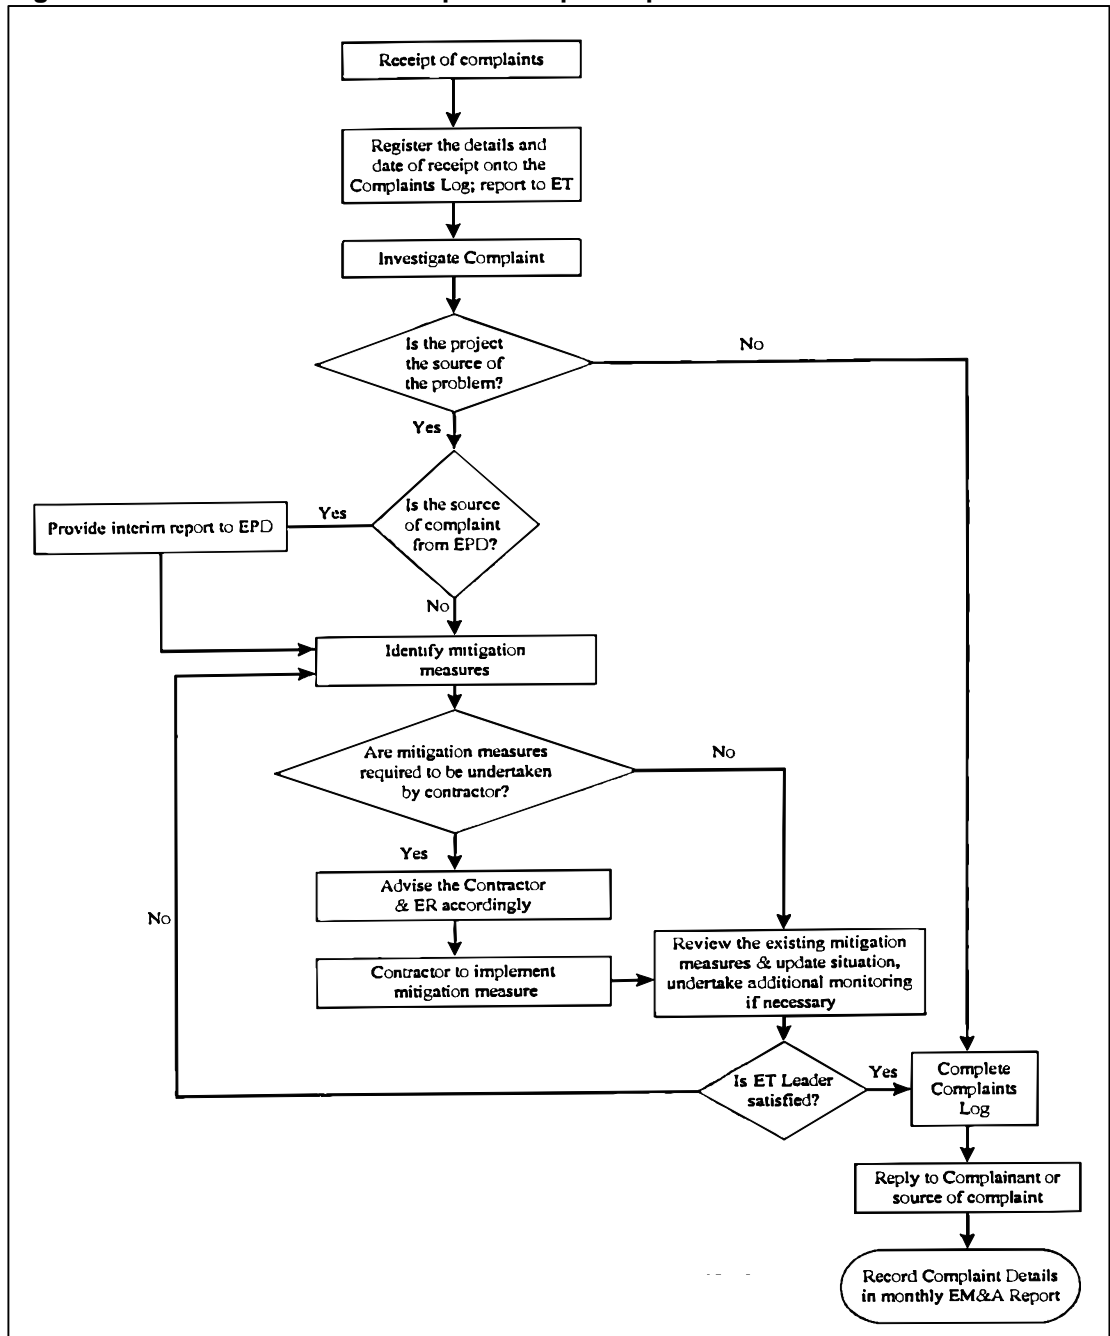 Receipt of complaints
Register the details and
date of receipt onto the
Complaints Log; report to ET
Investigate Complaint
Is the project
the source of
the problem?
No
Yes
Is the source
of complaint
from EPD?
Yes
Provide interim report to EPD
No
Identify mitigation
measures
Are mitigation measures
required to be undertaken
by contractor?
No
Yes
Advise the Contractor
& ER accordingly
No
Contractor to implement
mitigation measure
Review the existing mitigation
measures & update situation,
undertake additional monitoring
if necessary
Is ET Leader
satisfied?
Yes
Complete
Complaints
Log
Reply to Complainant or
source of complaint
Record Complaint Details
in monthly EM&A Report